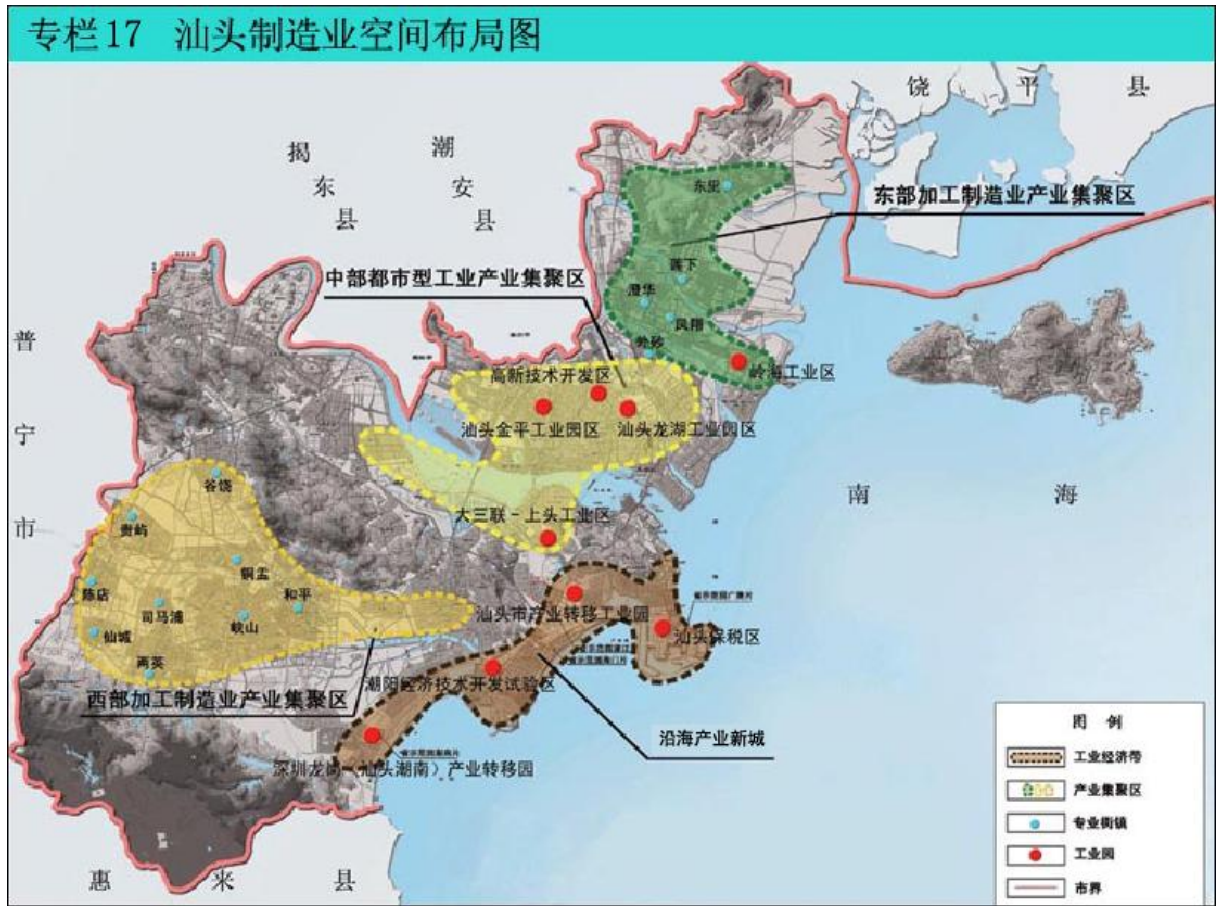 专栏17 汕头制造业空间布局图
饶平县
潮安县
揭东县
东里
东部加工制造业产业集聚区
莲下
中部都市型工业产业集聚区
澄华
凤翔
外砂
普宁市
高新技术开发区
岭海工业区
汕头金平工业园区
汕头龙湖工业园区
谷饶
南海
贵屿
大三联-上头工业区
铜盂
陈店
和平
司马浦
峡山
汕头市产业转移工业园
仙城
汕头保税区
两英
潮阳经济技术开发试验区
西部加工制造业产业集聚区
沿海产业新城
深圳龙岗（汕头潮南）产业转移园
惠来县
图例
工业经济带
产业集聚区
专业街镇
工业园
市界